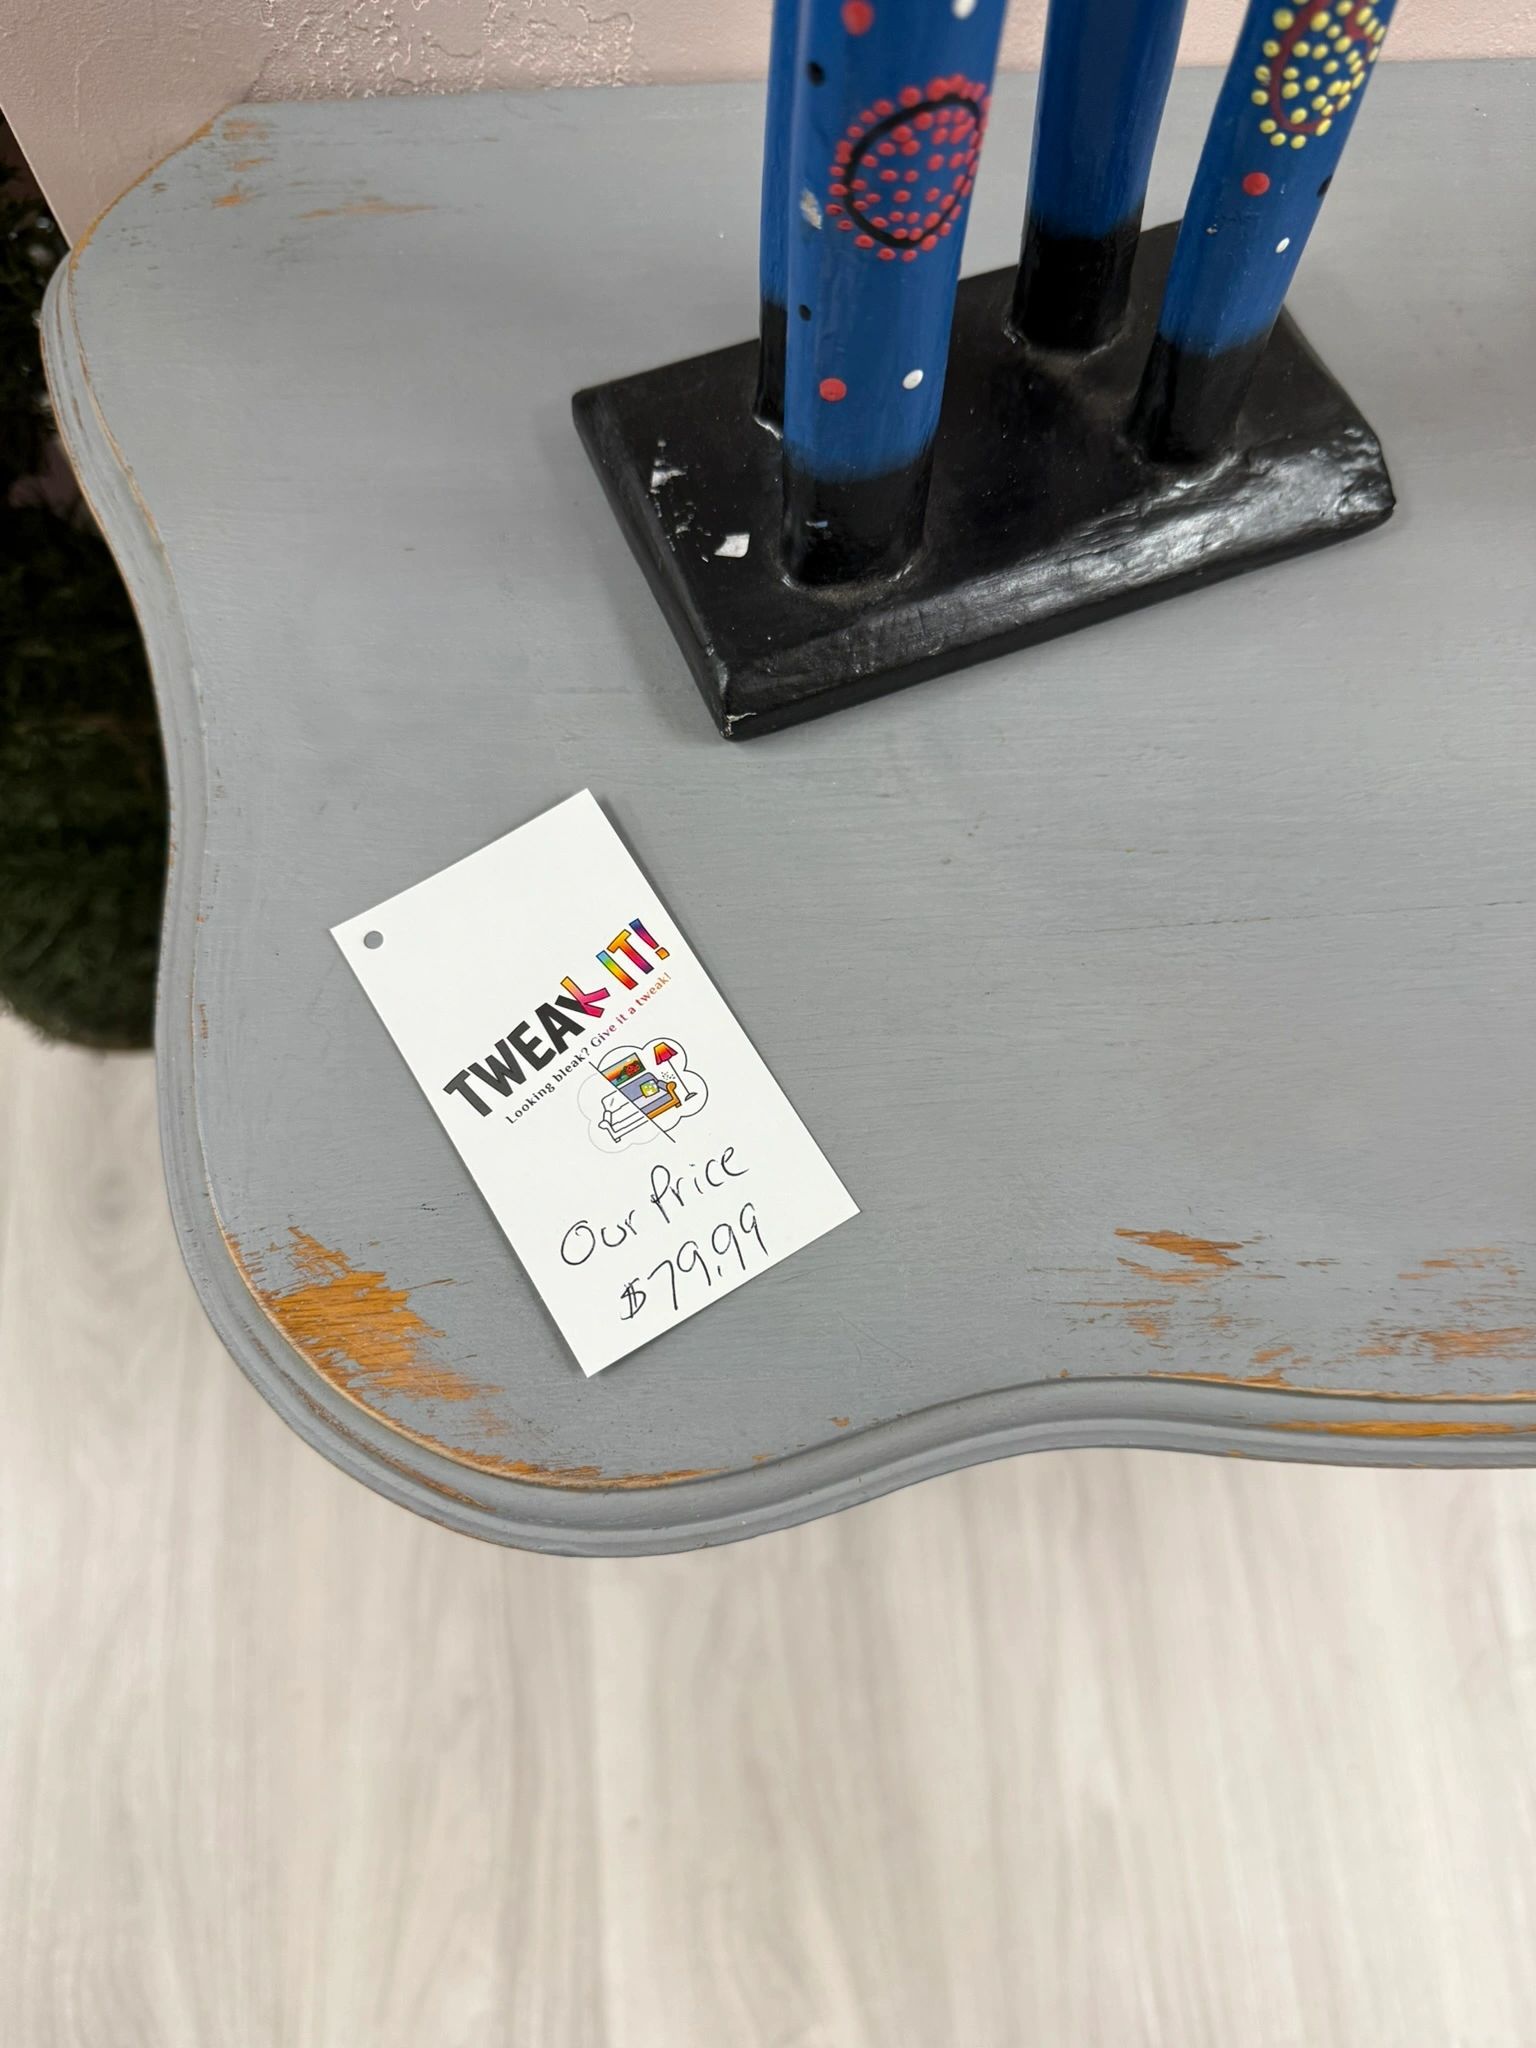 TWEAK IT!
Looking bleak? Give it a tweak!
Our Price
$79.99